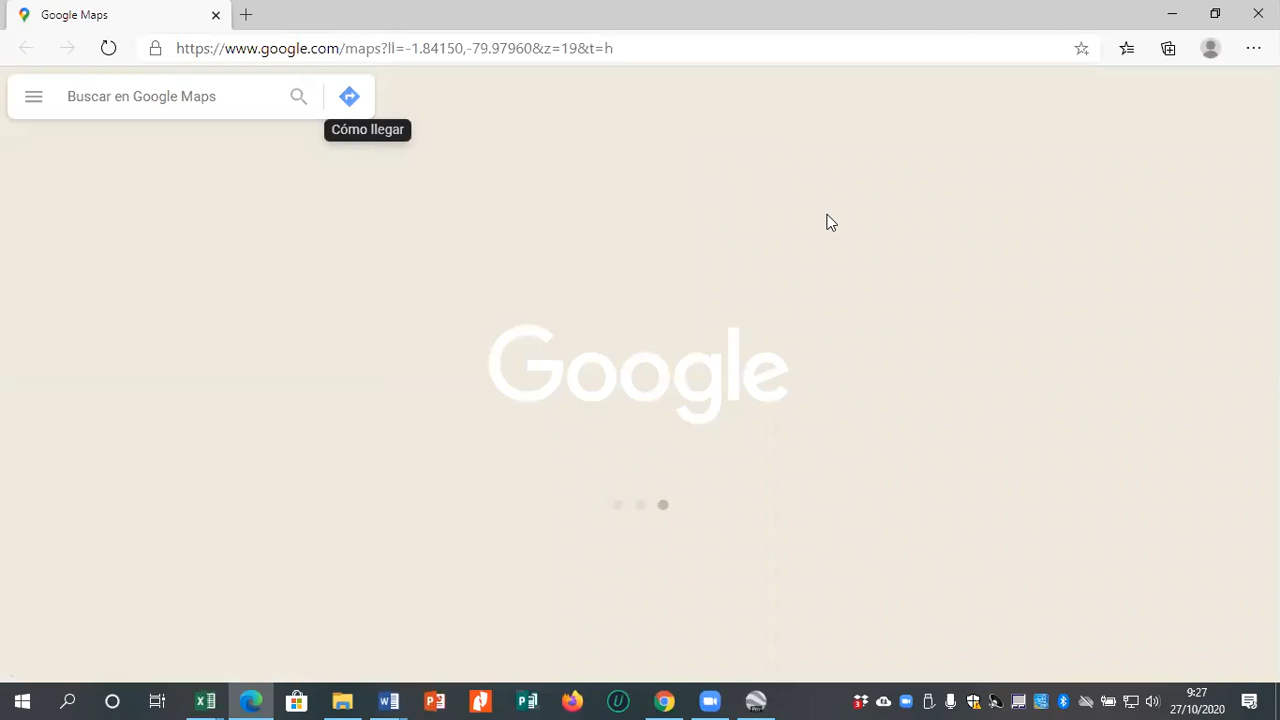 Google Maps
https://www.google.com/maps?ll=-1.84150,-79.97960&z=19&t=h
Buscar en Google Maps
Cómo llegar
Google
9:27
27/10/2020